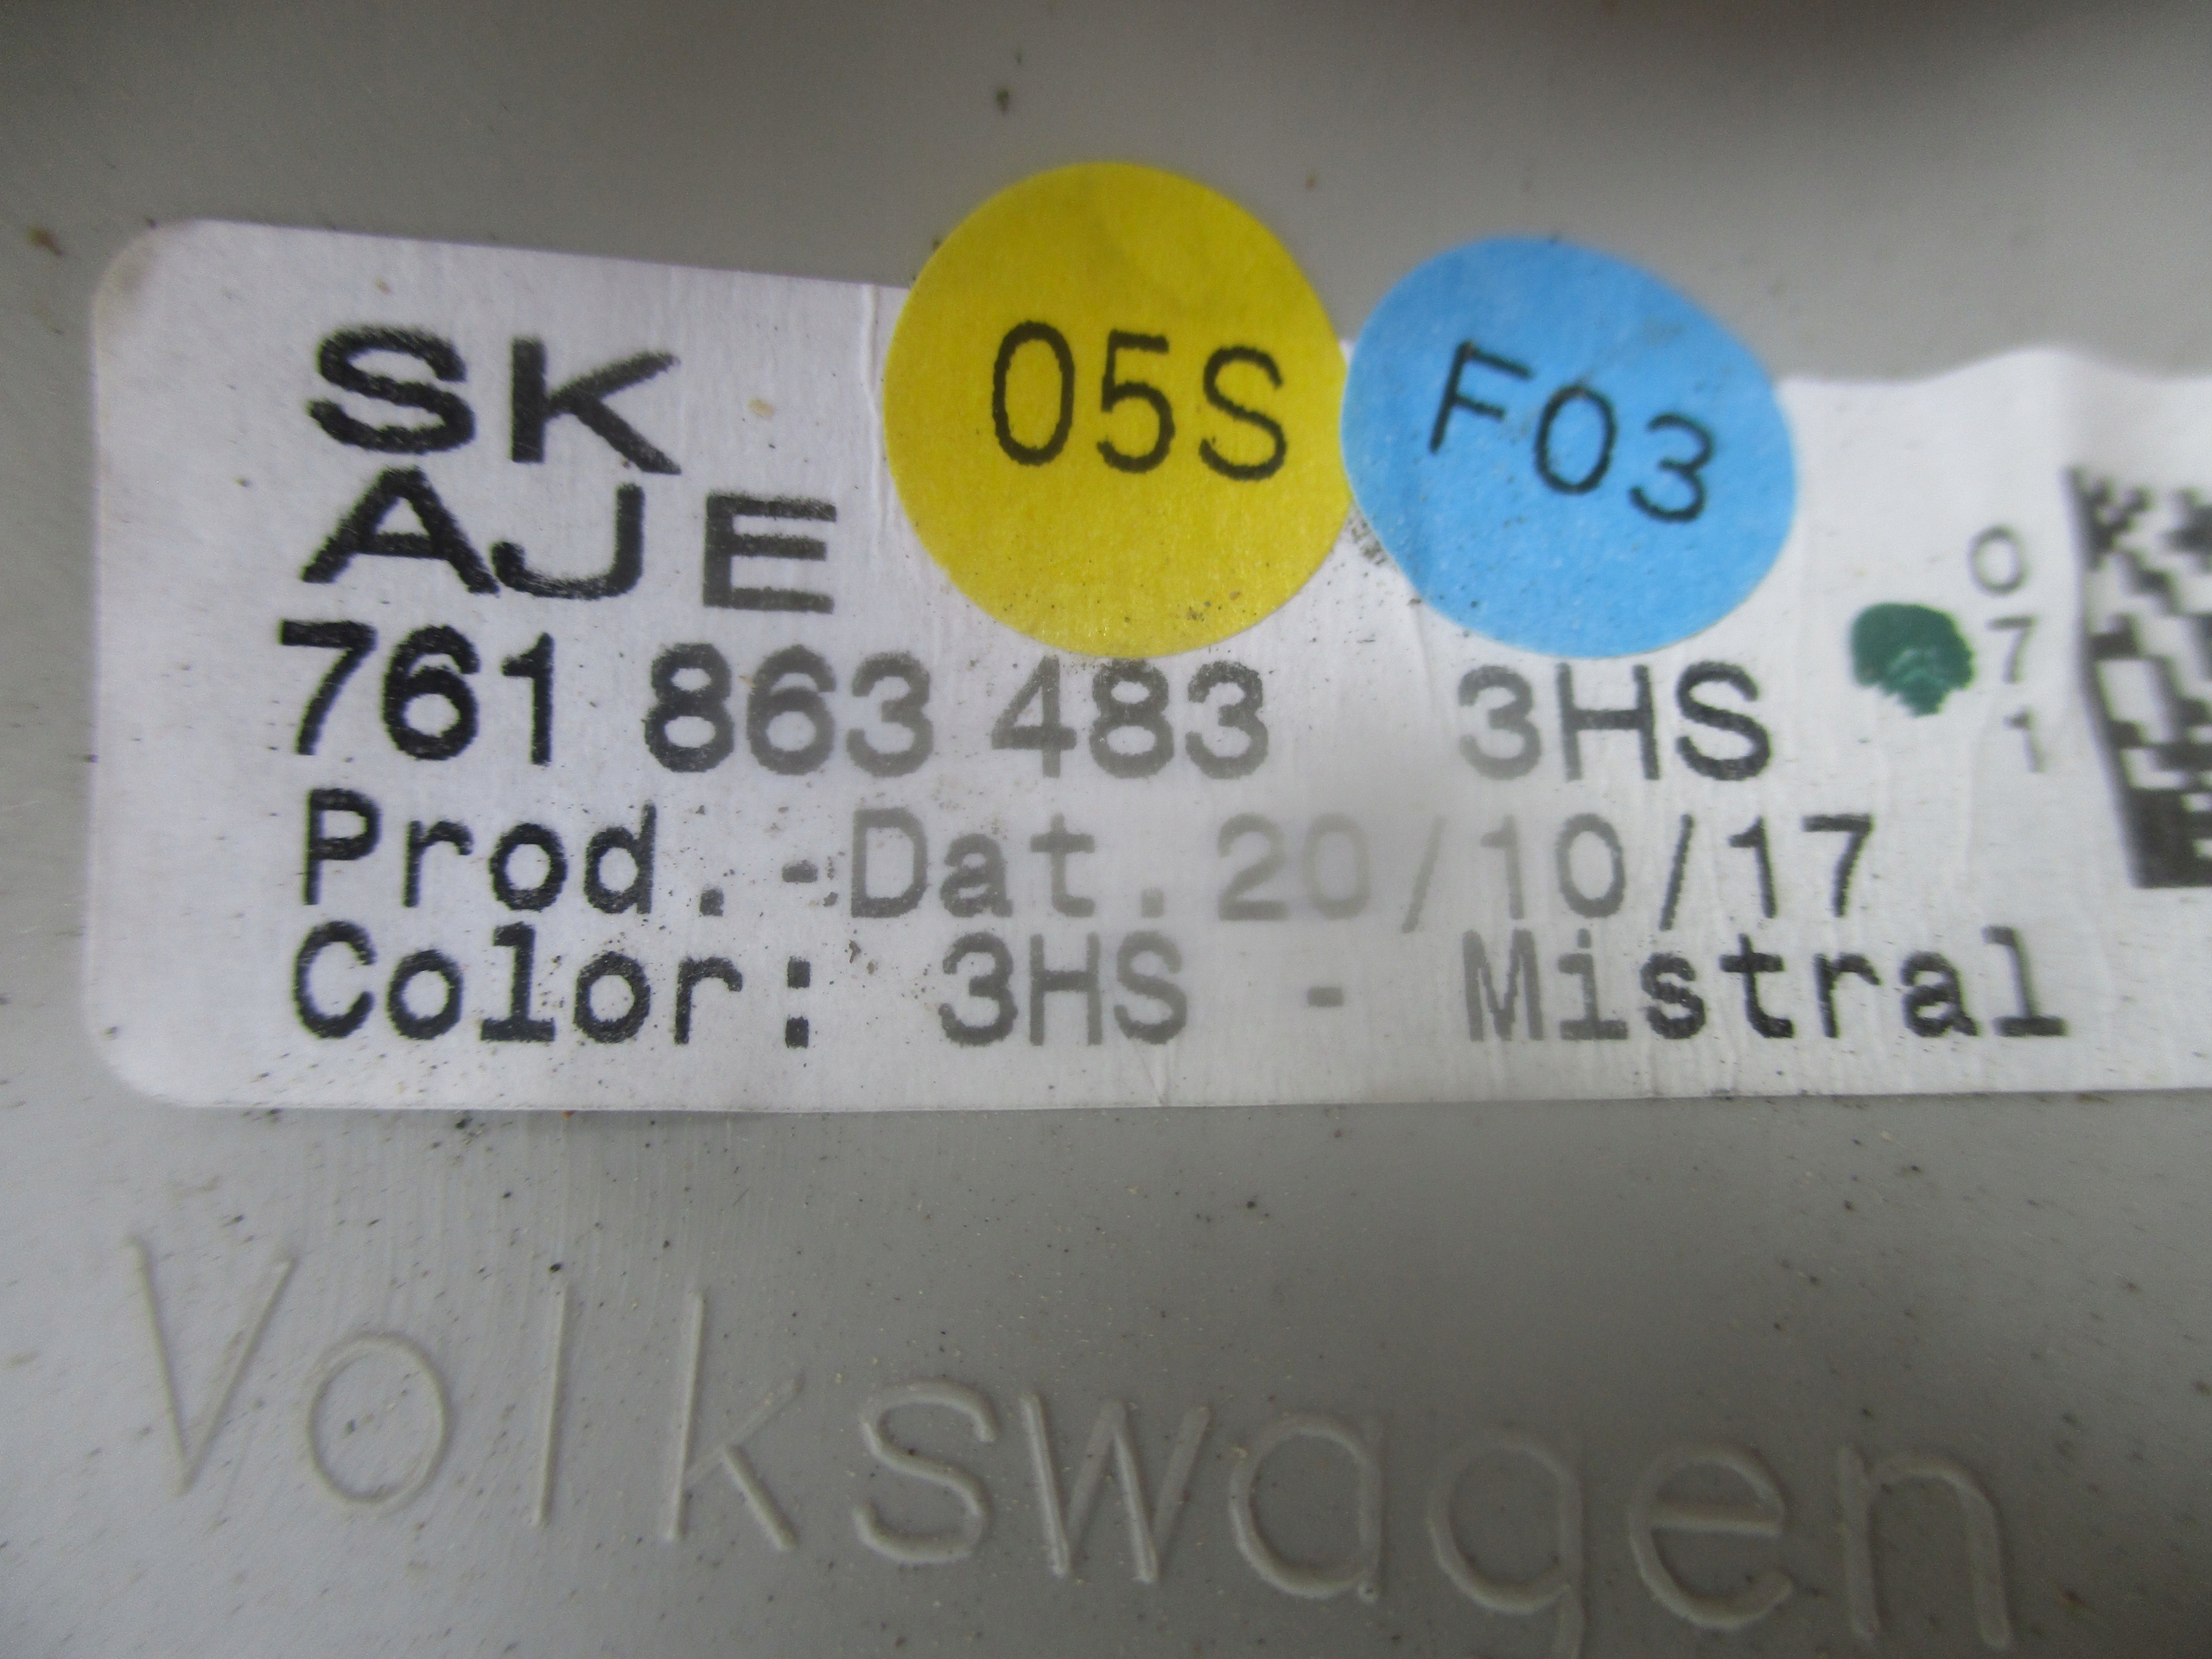 SK
AJE
05S
F03
761 863 483 3HS
071
Prod.-Dat.20/10/17
Color: 3HS - Mistral
Volkswagen